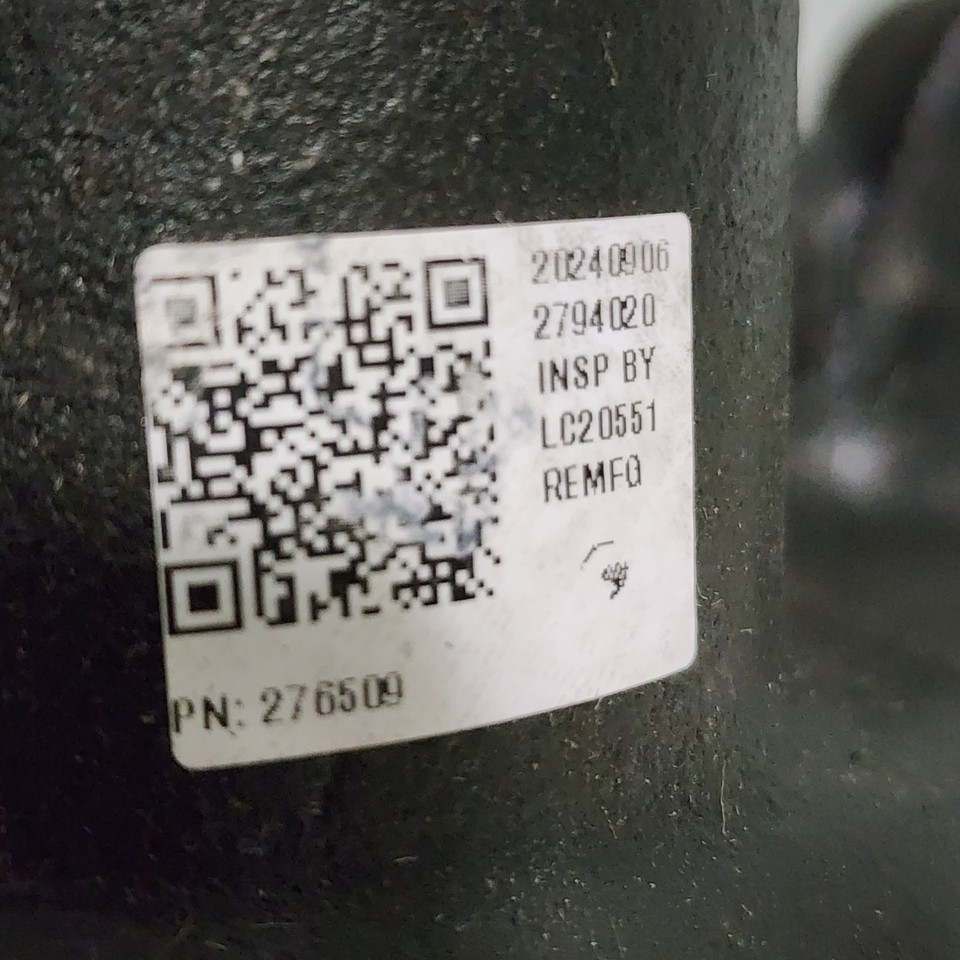 20240906
2794020
INSP BY
LC20551
REMFG
PN: 276509